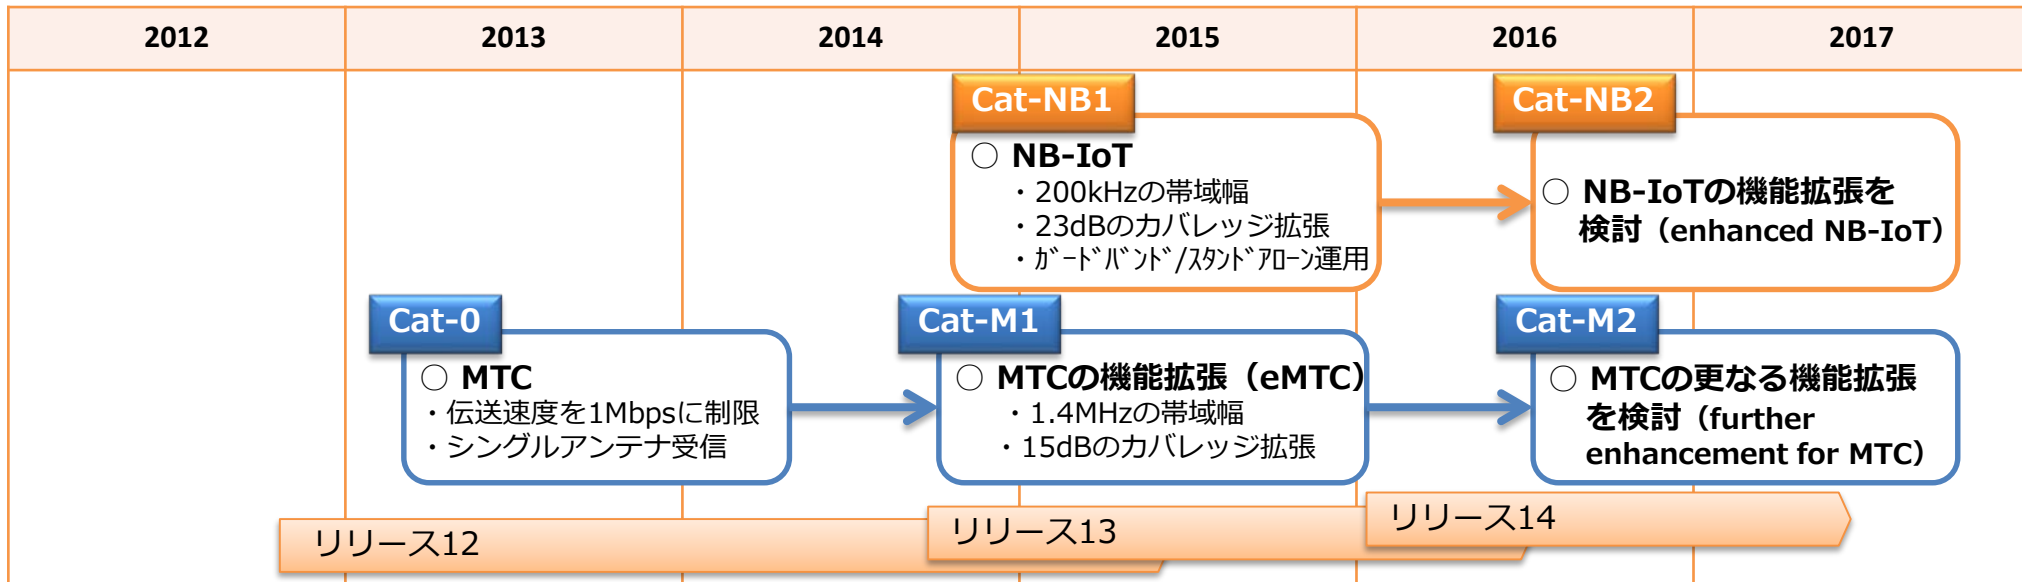 2012
2013
2014
2015
2016
2017
Cat-NB1
○ NB-IoT
・200kHzの帯域幅
・23dBのカバレッジ拡張
・ｶﾞｰﾄﾞﾊﾞﾝﾄﾞ/ｽﾀﾝﾄﾞｱﾛｰﾝ運用
Cat-NB2
○ NB-IoTの機能拡張を
検討（enhanced NB-IoT）
Cat-0
○ MTC
・伝送速度を1Mbpsに制限
・シングルアンテナ受信
Cat-M1
○ MTCの機能拡張（eMTC）
・1.4MHzの帯域幅
・15dBのカバレッジ拡張
Cat-M2
○ MTCの更なる機能拡張
を検討（further
enhancement for MTC）
リリース12
リリース13
リリース14